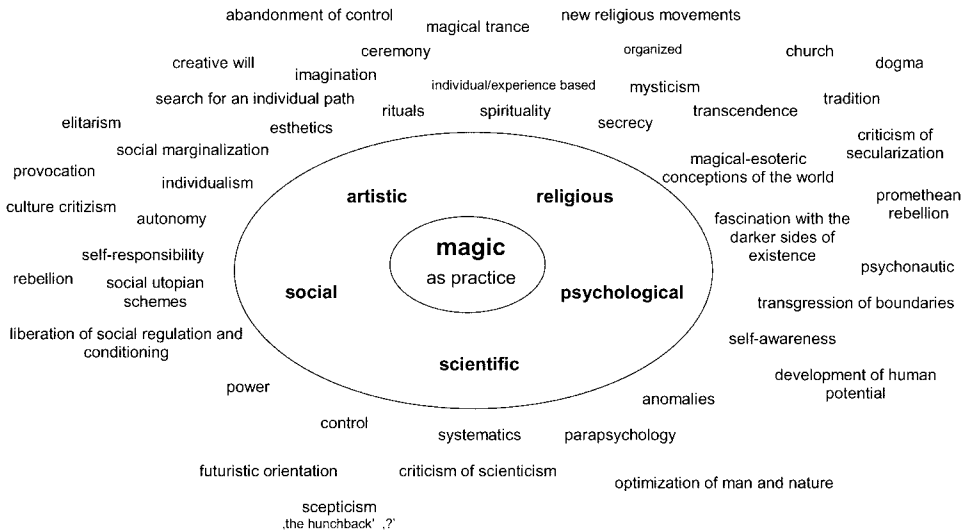 abandonment of control
magical trance
new religious movements
ceremony
organized
church
creative will
dogma
imagination
individual/experience based
mysticism
search for an individual path
rituals
spirituality
transcendence
tradition
elitarism
esthetics
secrecy
criticism of
secularization
social marginalization
provocation
individualism
magical-esoteric
conceptions of the world
artistic
religious
promethean
rebellion
culture critizism
autonomy
fascination with the
darker sides of
existence
magic
as practice
self-responsibility
rebellion
social utopian
schemes
psychonautic
social
psychological
transgression of boundaries
liberation of social regulation and
conditioning
self-awareness
scientific
power
development of human
potential
anomalies
control
systematics
parapsychology
futuristic orientation
criticism of scienticism
optimization of man and nature
scepticism
‚the hunchback' ‚?'